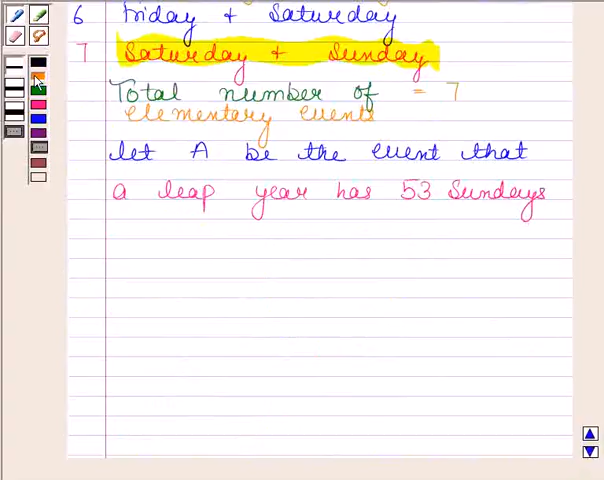 6 Friday + Saturday
7 Saturday + Sunday
Total number of = 7
elementary events
let A be the event that
a leap year has 53 Sundays